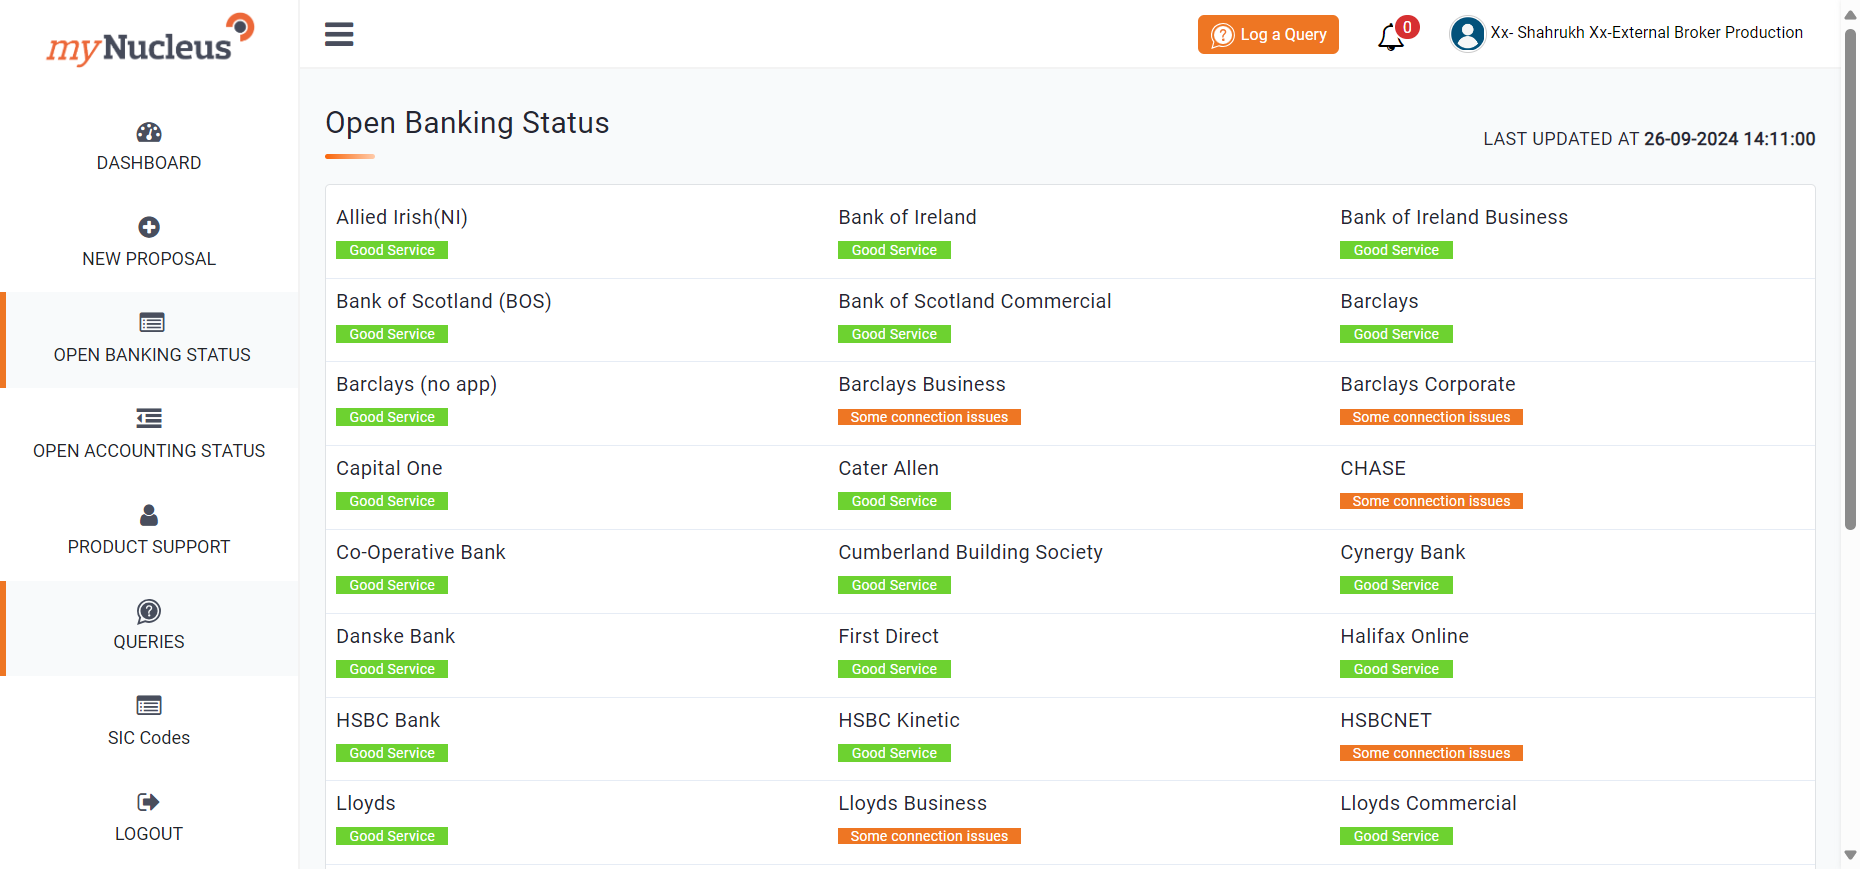 myNucleus
Log a Query
0
Xx- Shahrukh Xx-External Broker Production
DASHBOARD
NEW PROPOSAL
OPEN BANKING STATUS
OPEN ACCOUNTING STATUS
PRODUCT SUPPORT
QUERIES
SIC Codes
LOGOUT
Open Banking Status
LAST UPDATED AT 26-09-2024 14:11:00
Allied Irish(NI)
Good Service
Bank of Ireland
Good Service
Bank of Ireland Business
Good Service
Bank of Scotland (BOS)
Good Service
Bank of Scotland Commercial
Good Service
Barclays
Good Service
Barclays (no app)
Good Service
Barclays Business
Some connection issues
Barclays Corporate
Some connection issues
Capital One
Good Service
Cater Allen
Good Service
CHASE
Some connection issues
Co-Operative Bank
Good Service
Cumberland Building Society
Good Service
Cynergy Bank
Good Service
Danske Bank
Good Service
First Direct
Good Service
Halifax Online
Good Service
HSBC Bank
Good Service
HSBC Kinetic
Good Service
HSBCNET
Some connection issues
Lloyds
Good Service
Lloyds Business
Some connection issues
Lloyds Commercial
Good Service